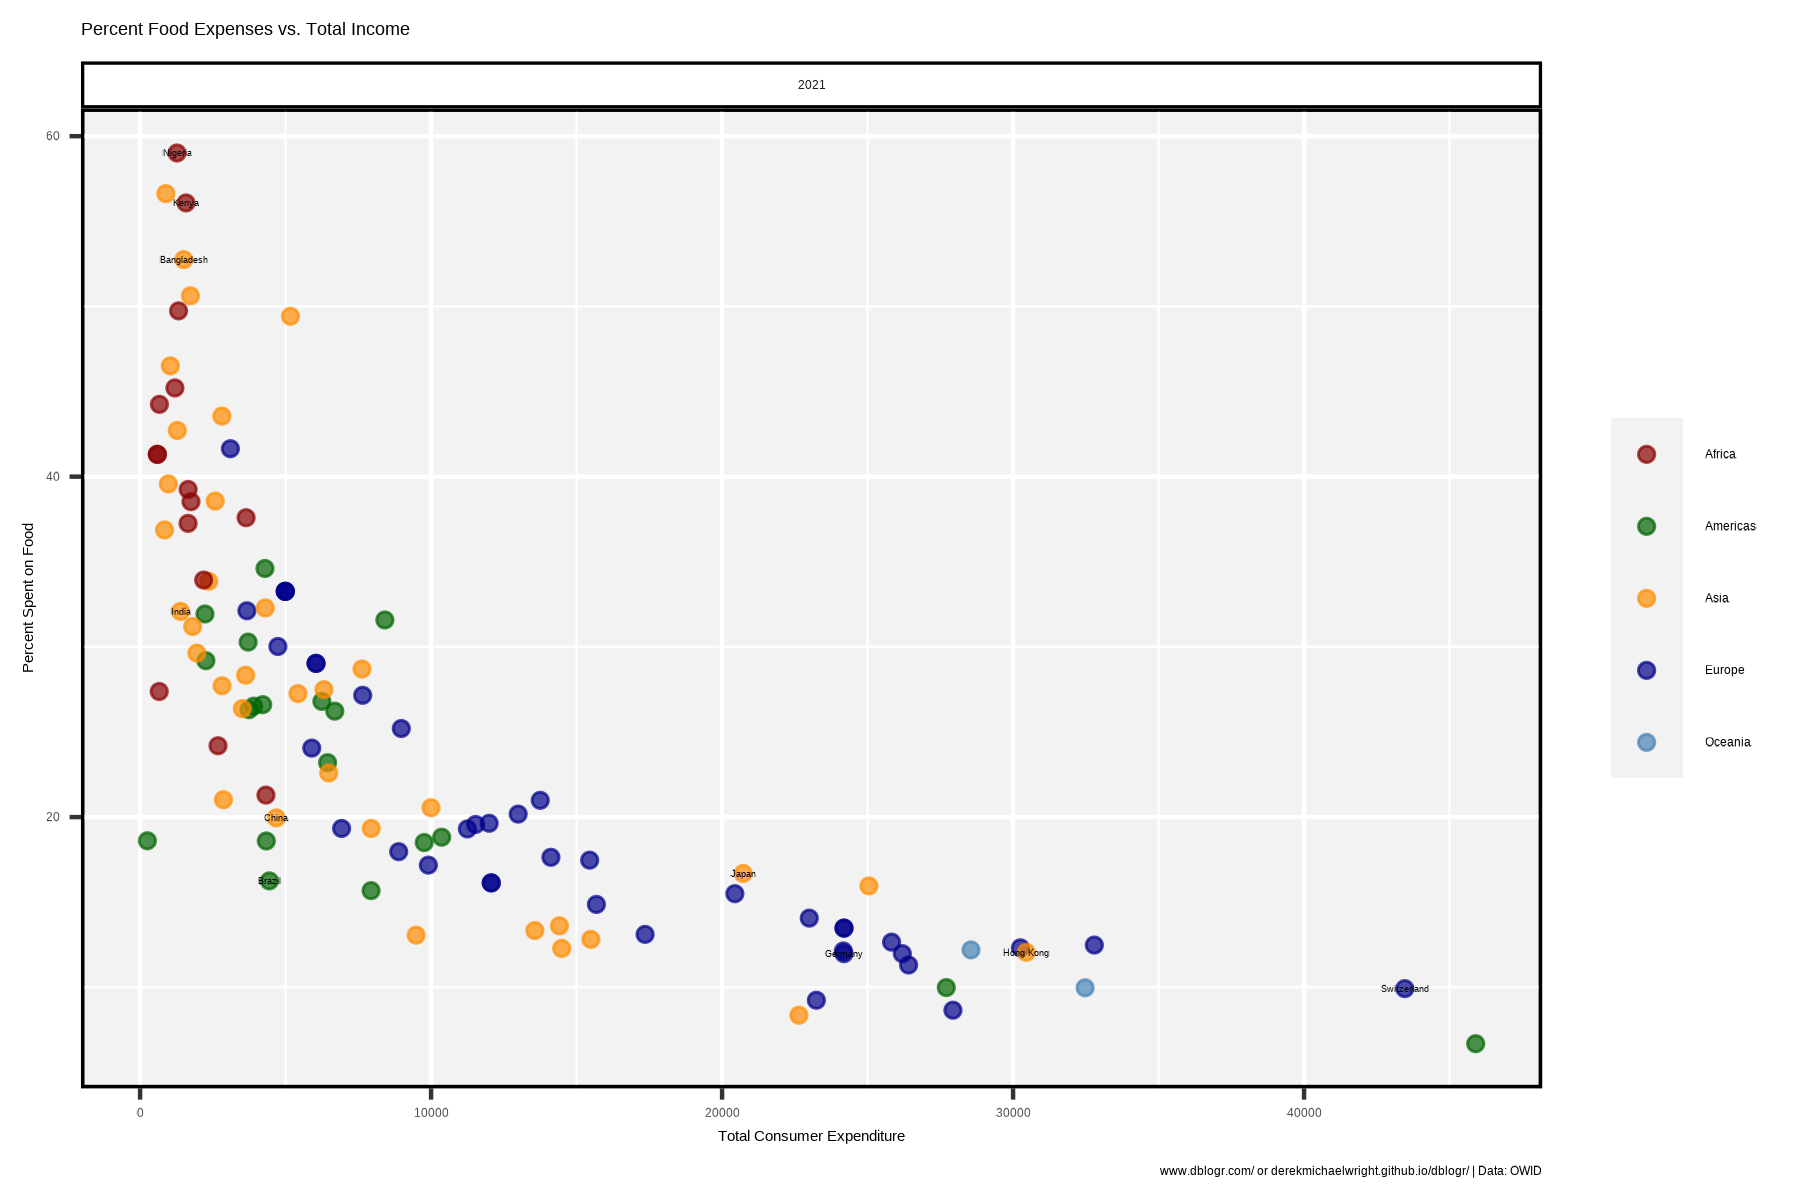 Percent Food Expenses vs. Total Income
2021
60
40
20
Percent Spent on Food
Nigeria
Kenya
Bangladesh
India
China
Brazil
Japan
Germany
Hong Kong
Switzerland
0
10000
20000
30000
40000
Total Consumer Expenditure
Africa
Americas
Asia
Europe
Oceania
www.dblogr.com/ or derekmichaelwright.github.io/dblogr/ | Data: OWID